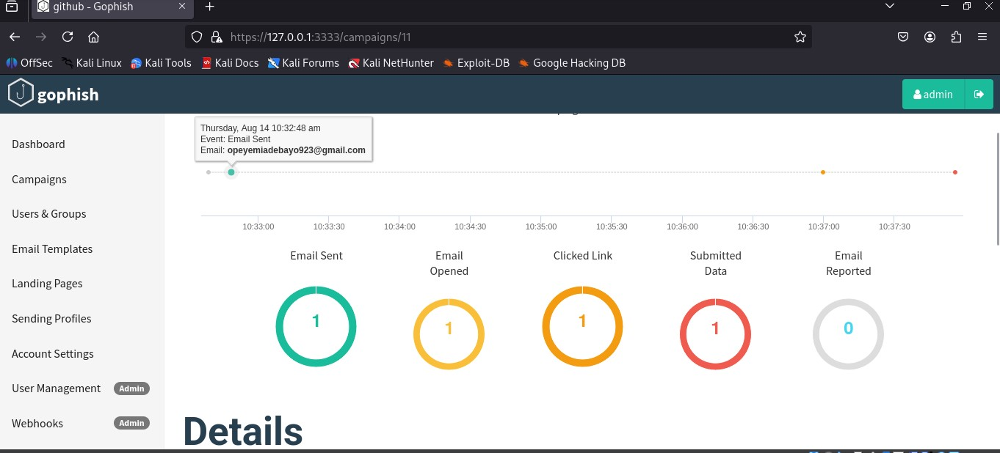 github - Gophish
https://127.0.0.1:3333/campaigns/11
OffSec Kali Linux Kali Tools Kali Docs Kali Forums Kali NetHunter Exploit-DB Google Hacking DB
gophish
admin
Dashboard
Campaigns
Users & Groups
Email Templates
Landing Pages
Sending Profiles
Account Settings
User Management Admin
Webhooks Admin
Thursday, Aug 14 10:32:48 am
Event: Email Sent
Email: opeyemiadebayo923@gmail.com
10:33:00 10:33:30 10:34:00 10:34:30 10:35:00 10:35:30 10:36:00 10:36:30 10:37:00 10:37:30
Email Sent
1
Email
Opened
1
Clicked Link
1
Submitted
Data
1
Email
Reported
0
Details